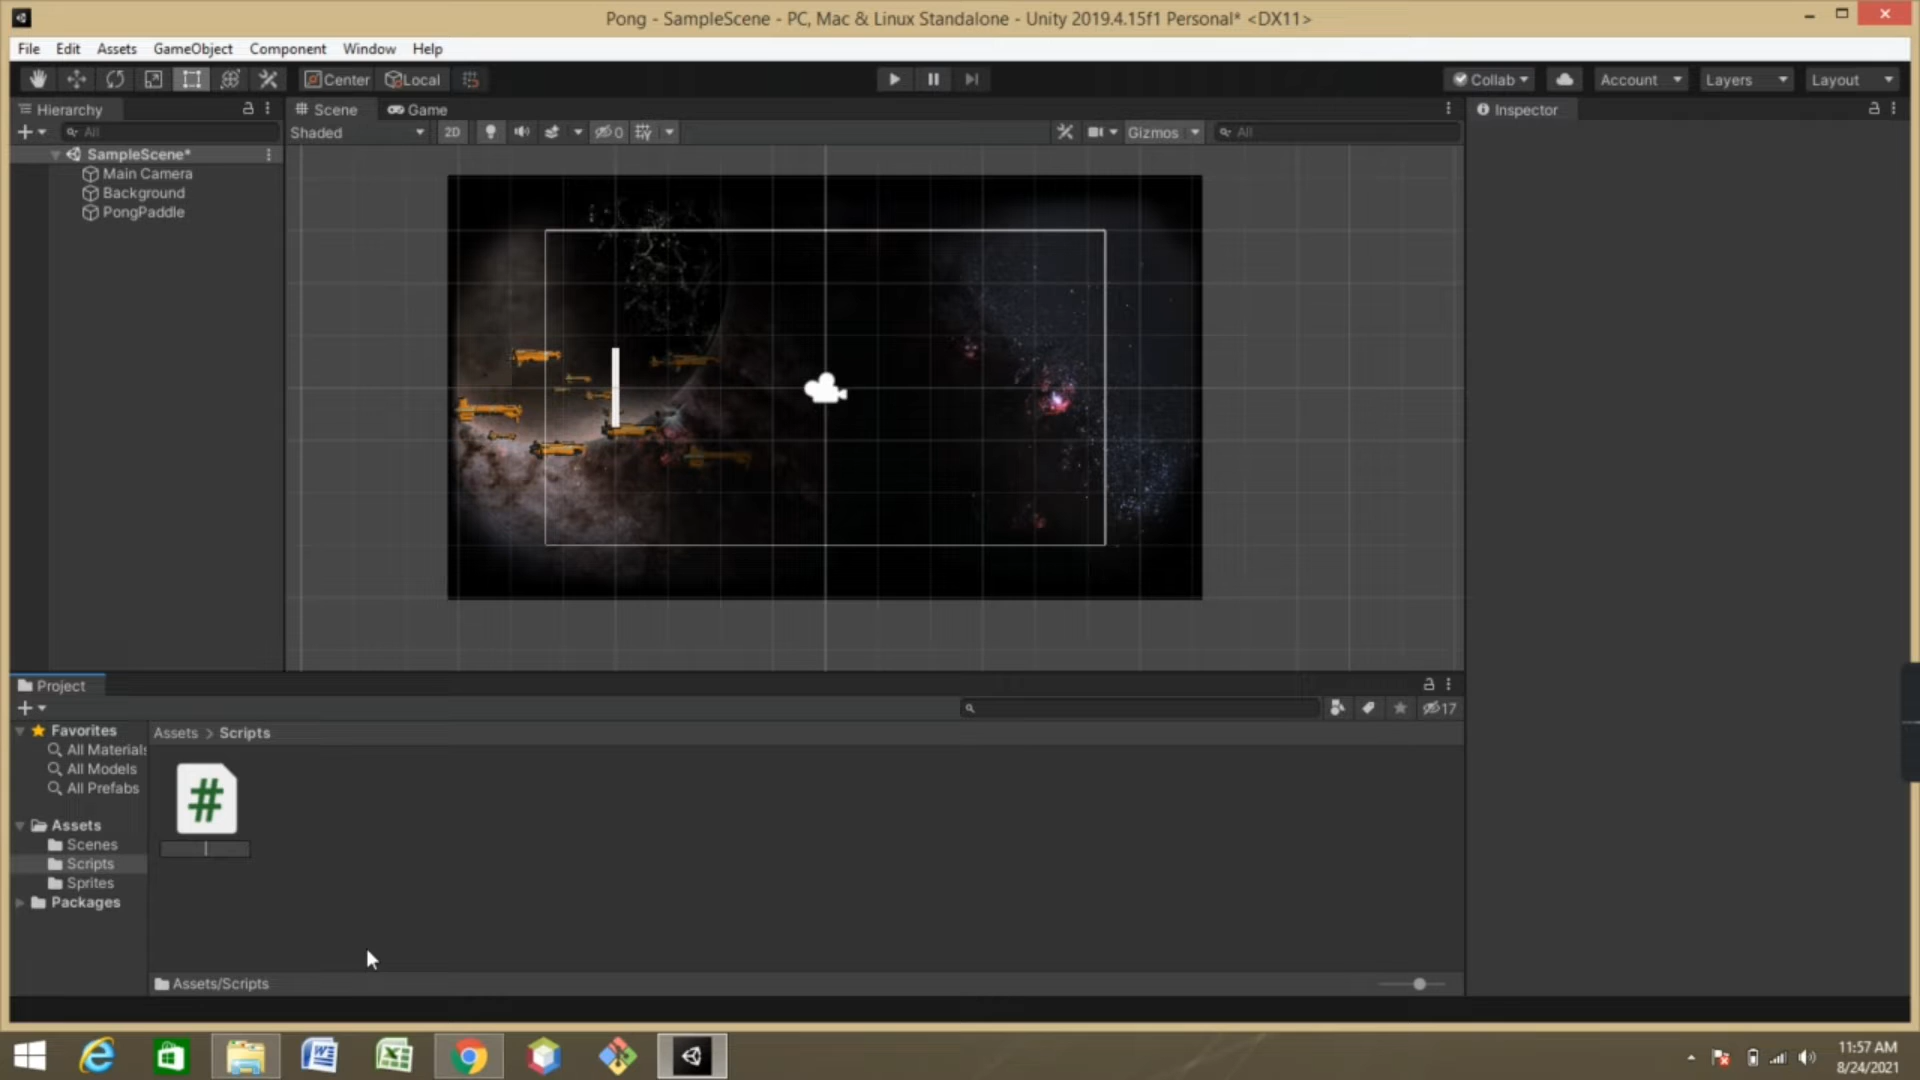 Pong - SampleScene - PC, Mac & Linux Standalone - Unity 2019.4.15f1 Personal* <DX11>
File Edit Assets GameObject Component Window Help
Center Local
Collab Account Layers Layout
Hierarchy
Scene Game
Inspector
All
Shaded 2D 0 Gizmos All
SampleScene*
Main Camera
Background
PongPaddle
Project
17
Favorites
All Materials
All Models
All Prefabs
Assets
Scenes
Scripts
Sprites
Packages
Assets > Scripts
#
Assets/Scripts
11:57 AM
8/24/2021